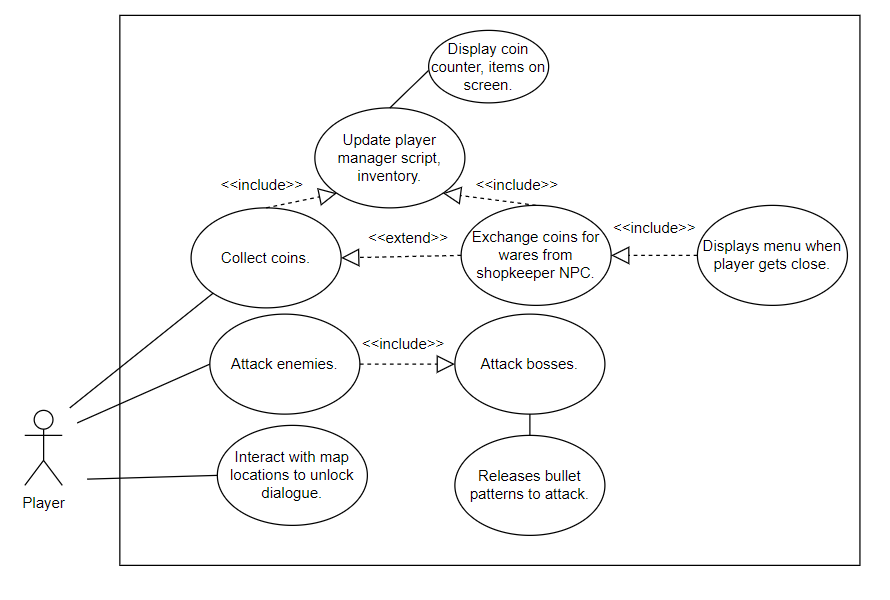 Display coin
counter, items on
screen.
Update player
manager script,
inventory.
<<include>>
<<include>>
Collect coins.
<<extend>>
Exchange coins for
wares from
shopkeeper NPC.
<<include>>
Displays menu when
player gets close.
Attack enemies.
<<include>>
Attack bosses.
Interact with map
locations to unlock
dialogue.
Releases bullet
patterns to attack.
Player